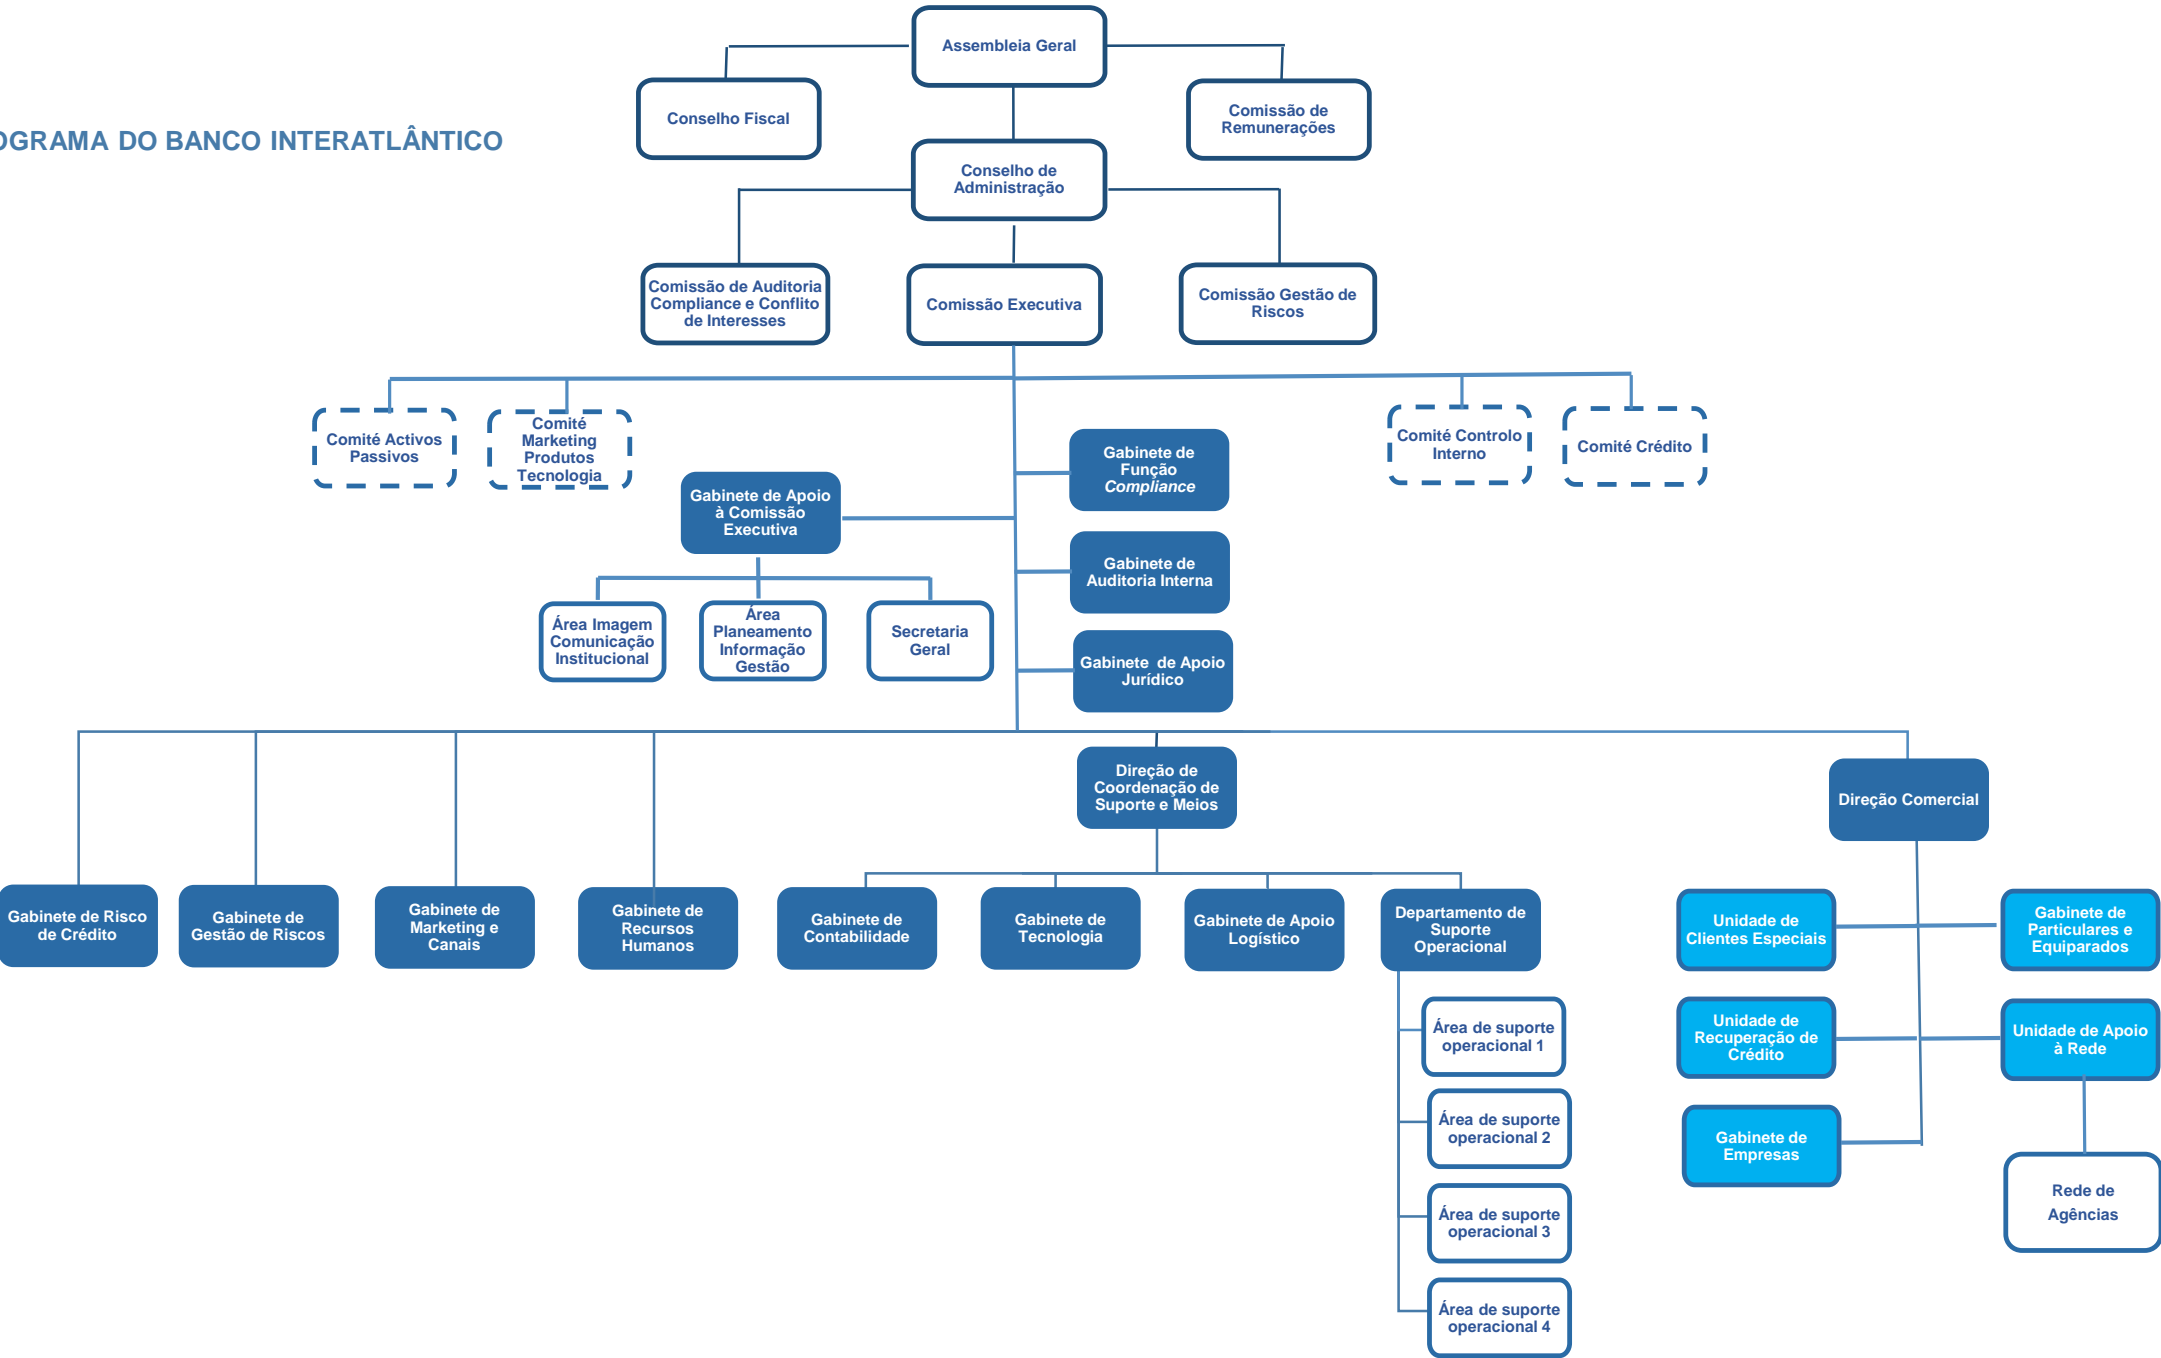 Assembleia Geral
Conselho Fiscal
Comissão de
Remunerações
OGRAMA DO BANCO INTERATLÂNTICO
Conselho de
Administração
Comissão de Auditoria
Compliance e Conflito
de Interesses
Comissão Executiva
Comissão Gestão de
Riscos
Comité Activos
Passivos
Comité
Marketing
Produtos
Tecnologia
Comité Controlo
Interno
Comité Crédito
Gabinete de
Função
Compliance
Gabinete de Apoio
à Comissão
Executiva
Gabinete de
Auditoria Interna
Área Imagem
Comunicação
Institucional
Área
Planeamento
Informação
Gestão
Secretaria
Geral
Gabinete  de Apoio
Jurídico
Direção de
Coordenação de
Suporte e Meios
Direção Comercial
Gabinete de Risco
de Crédito
Gabinete de
Gestão de Riscos
Gabinete de
Marketing e
Canais
Gabinete de
Recursos
Humanos
Gabinete de
Contabilidade
Gabinete de
Tecnologia
Gabinete de Apoio
Logístico
Departamento de
Suporte
Operacional
Unidade de
Clientes Especiais
Gabinete de
Particulares e
Equiparados
Área de suporte
operacional 1
Unidade de
Recuperação de
Crédito
Unidade de Apoio
à Rede
Área de suporte
operacional 2
Gabinete de
Empresas
Área de suporte
operacional 3
Rede de
Agências
Área de suporte
operacional 4